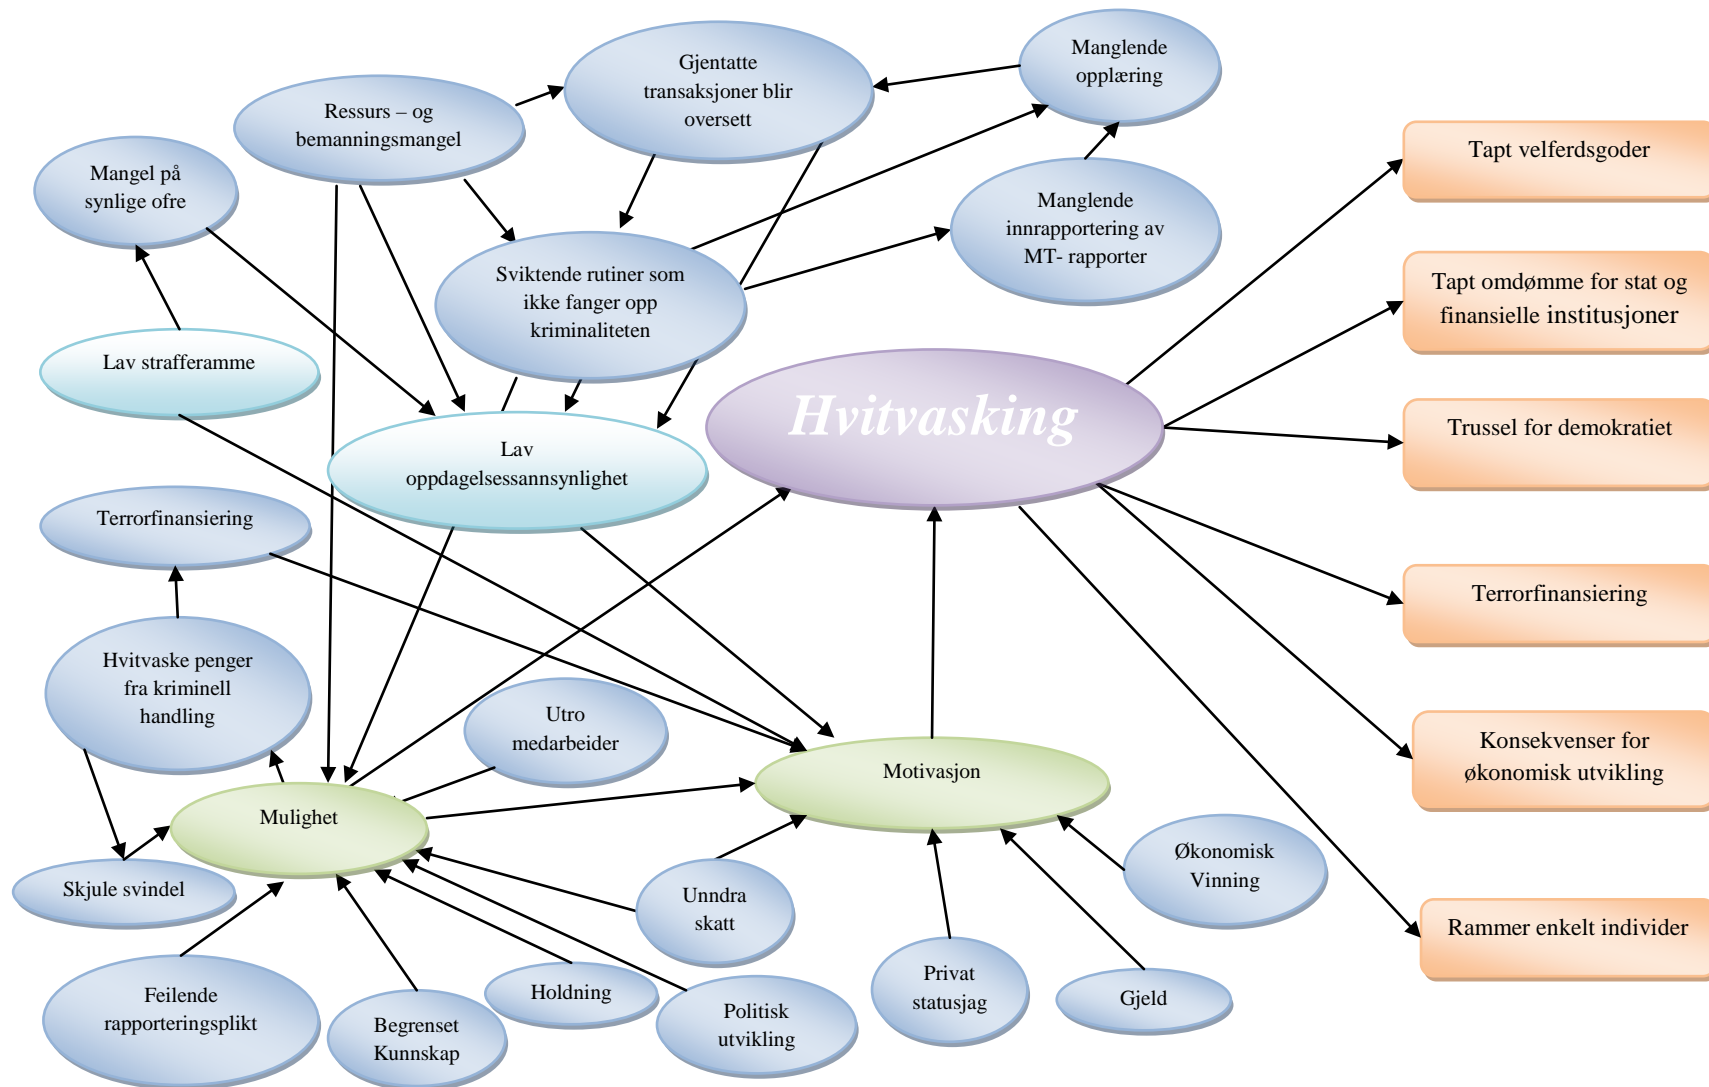 Gjentatte
transaksjoner blir
oversett
Manglende
opplæring
Ressurs – og
bemanningsmangel
Mangel på
synlige ofre
Manglende
innrapportering av
MT- rapporter
Tapt velferdsgoder
Sviktende rutiner som
ikke fanger opp
kriminaliteten
Tapt omdømme for stat og
finansielle institusjoner
Lav strafferamme
Hvitvasking
Trussel for demokratiet
Lav
oppdagelsessannsynlighet
Terrorfinansiering
Terrorfinansiering
Hvitvaske penger
fra kriminell
handling
Utro
medarbeider
Konsekvenser for
økonomisk utvikling
Motivasjon
Mulighet
Økonomisk
Vinning
Skjule svindel
Unndra
skatt
Rammer enkelt individer
Feilende
rapporteringsplikt
Begrenset
Kunnskap
Holdning
Politisk
utvikling
Privat
statusjag
Gjeld